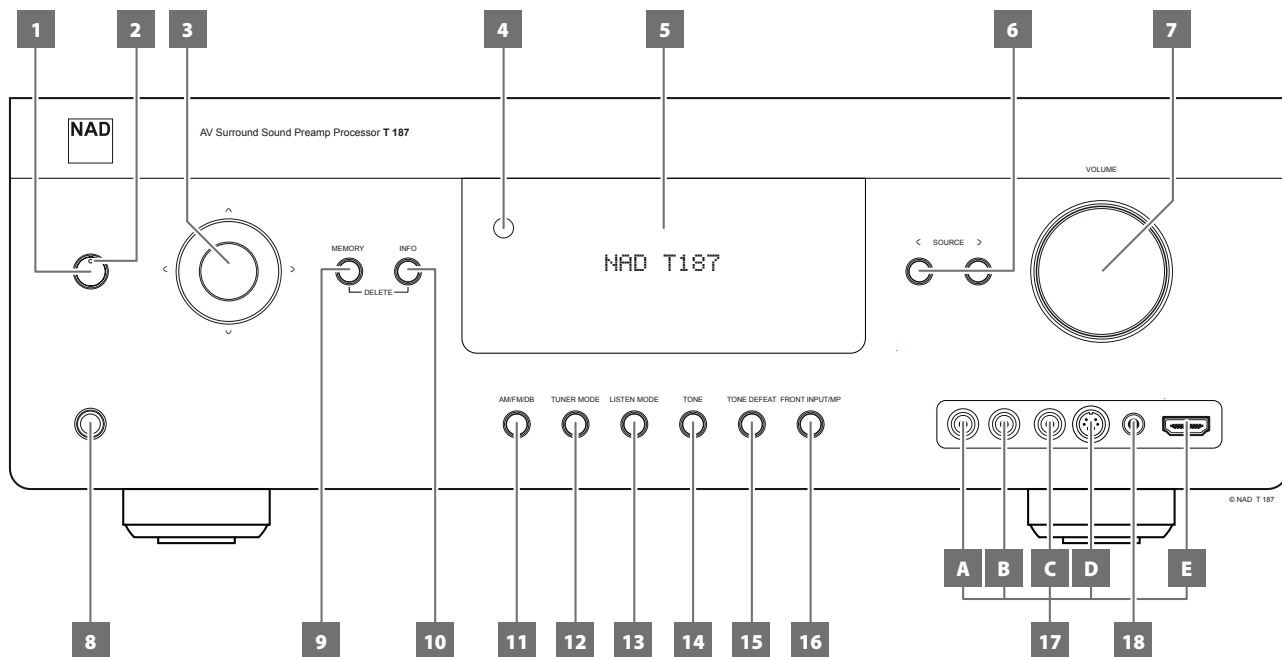 1 2 3 4 5 6 7
NAD
AV Surround Sound Preamp Processor T 187
VOLUME
MEMORY INFO
DELETE
NAD T187
< SOURCE >
AM/FM/DB TUNER MODE LISTEN MODE TONE TONE DEFEAT FRONT INPUT/MP
© NAD T 187
A B C D E
8 9 10 11 12 13 14 15 16 17 18